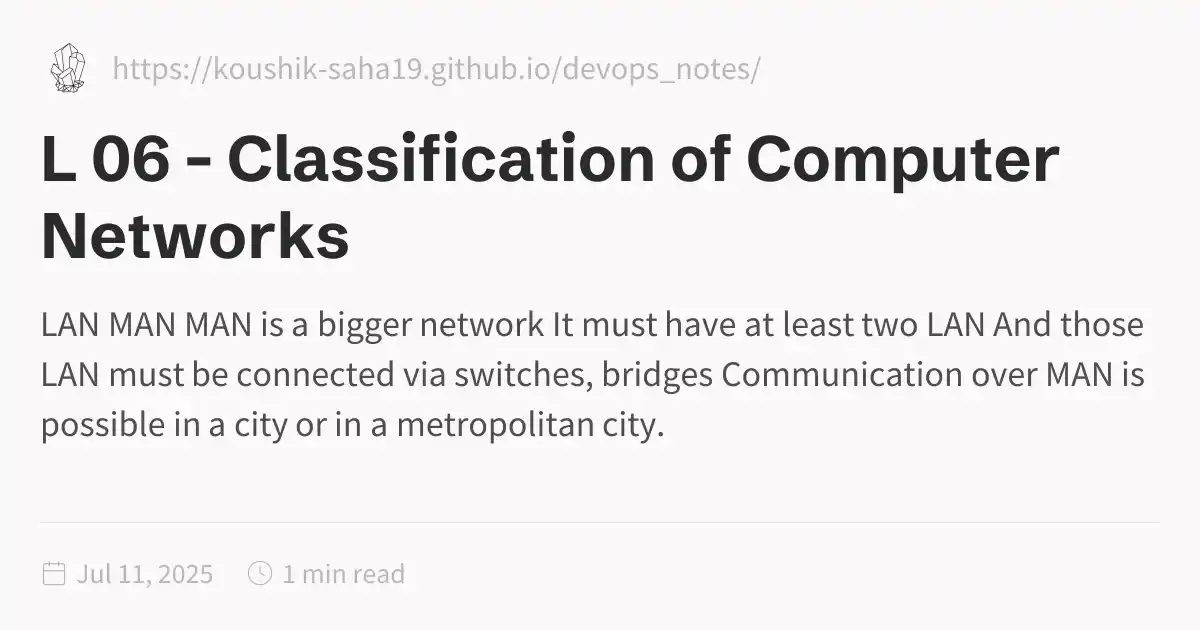 https://koushik-saha19.github.io/devops_notes/
L 06 - Classification of Computer
Networks
LAN MAN MAN is a bigger network It must have at least two LAN And those
LAN must be connected via switches, bridges Communication over MAN is
possible in a city or in a metropolitan city.
Jul 11, 2025 1 min read